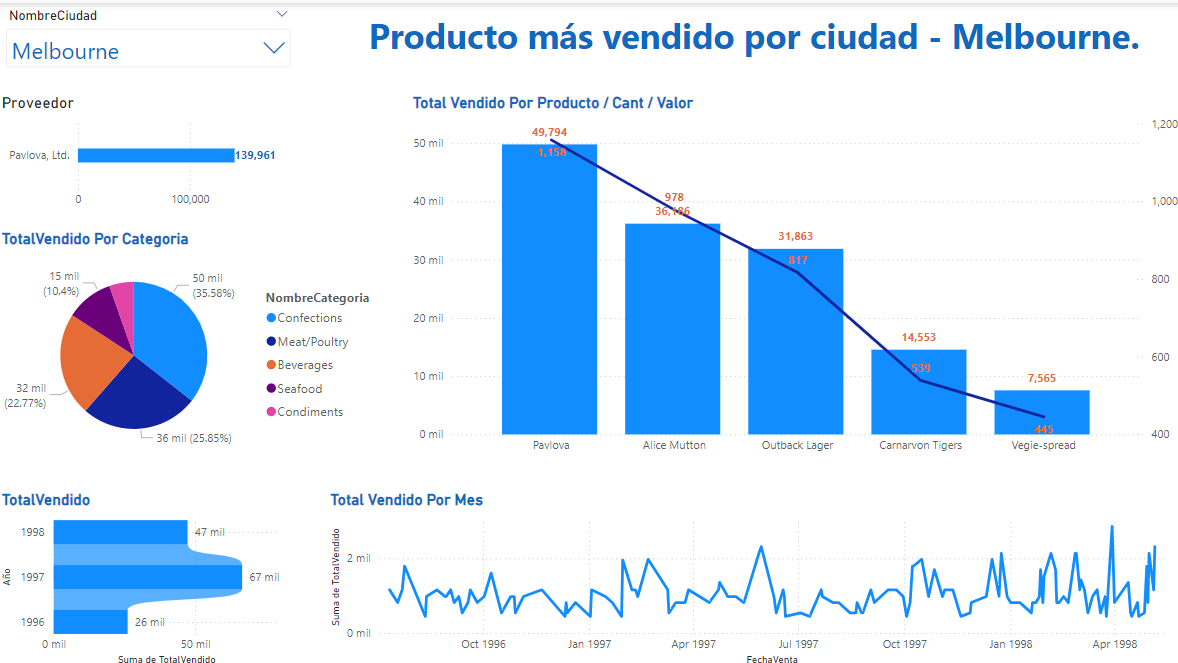 NombreCiudad
Melbourne
Producto más vendido por ciudad - Melbourne.
Proveedor
Pavlova, Ltd.
139,961
0
100,000
TotalVendido Por Categoria
15 mil
(10.4%)
50 mil
(35.58%)
32 mil
(22.77%)
36 mil (25.85%)
NombreCategoria
Confections
Meat/Poultry
Beverages
Seafood
Condiments
Total Vendido Por Producto / Cant / Valor
50 mil
40 mil
30 mil
20 mil
10 mil
0 mil
49,794
1,158
978
36,186
31,863
817
14,553
539
7,565
445
1,200
1,000
800
600
400
Pavlova
Alice Mutton
Outback Lager
Carnarvon Tigers
Vegie-spread
TotalVendido
Año
1998
1997
1996
47 mil
67 mil
26 mil
0 mil
50 mil
Suma de TotalVendido
Total Vendido Por Mes
Suma de TotalVendido
2 mil
0 mil
Oct 1996
Jan 1997
Apr 1997
Jul 1997
Oct 1997
Jan 1998
Apr 1998
FechaVenta